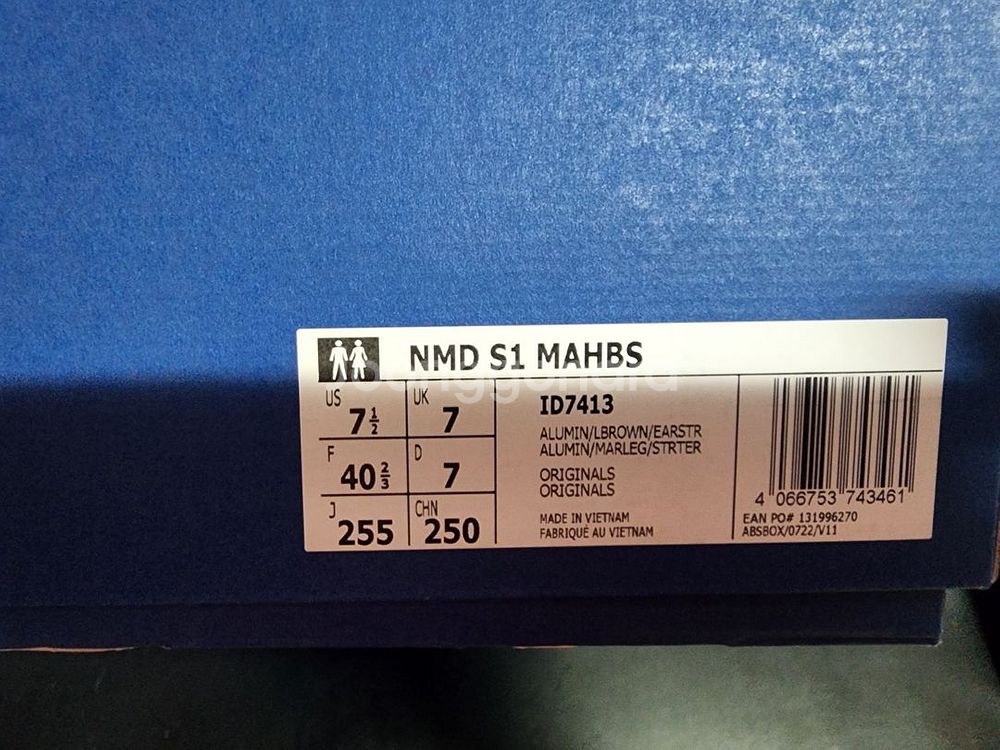 NMD S1 MAHBS
US 7½
UK 7
F 40⅔
D 7
J 255
CHN 250
ID7413
ALUMIN/LBROWN/EARSTR
ALUMIN/MARLEG/STRTER
ORIGINALS
ORIGINALS
MADE IN VIETNAM
FABRIQUÉ AU VIETNAM
4 066753 743461
EAN PO# 131996270
ABSBOX/0722/V11